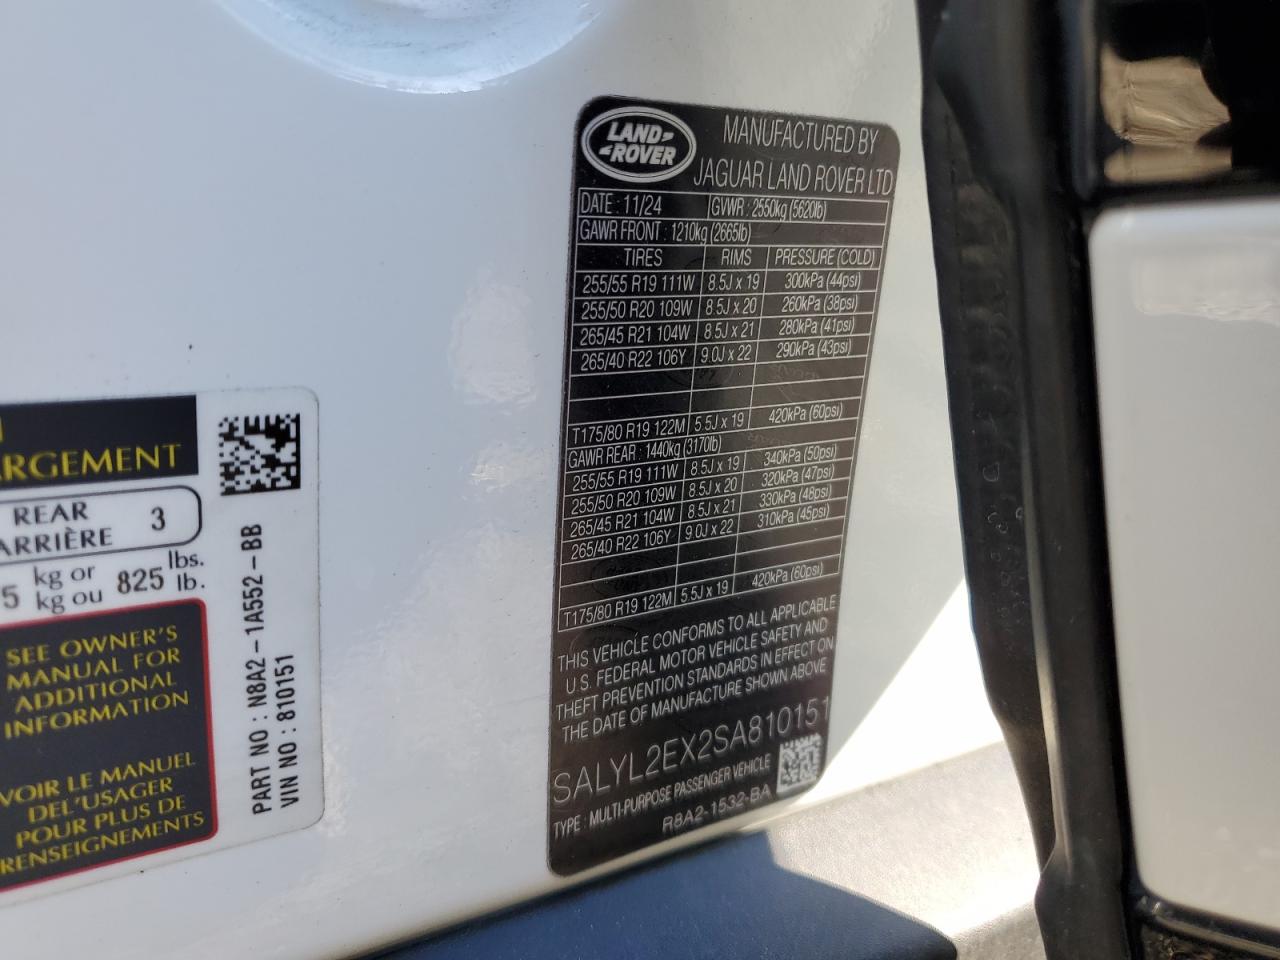 ARGEMENT
REAR
ARRIÈRE
3
5 kg or 825 lbs.
kg ou lb.
SEE OWNER'S
MANUAL FOR
ADDITIONAL
INFORMATION
VOIR LE MANUEL
DE L'USAGER
POUR PLUS DE
RENSEIGNEMENTS
PART NO : N8A2-1A552-BB
VIN NO : 810151
LAND-
-ROVER
MANUFACTURED BY
JAGUAR LAND ROVER LTD
DATE : 11/24 GVWR : 2550kg (5620lb)
GAWR FRONT : 1210kg (2665lb)
TIRES RIMS PRESSURE (COLD)
255/55 R19 111W 8.5J x 19 300kPa (44psi)
255/50 R20 109W 8.5J x 20 260kPa (38psi)
265/45 R21 104W 8.5J x 21 280kPa (41psi)
265/40 R22 106Y 9.0J x 22 290kPa (43psi)
T175/80 R19 122M 5.5J x 19 420kPa (60psi)
GAWR REAR : 1440kg (3170lb)
255/55 R19 111W 8.5J x 19 340kPa (50psi)
255/50 R20 109W 8.5J x 20 320kPa (47psi)
265/45 R21 104W 8.5J x 21 330kPa (48psi)
265/40 R22 106Y 9.0J x 22 310kPa (45psi)
T175/80 R19 122M 5.5J x 19 420kPa (60psi)
THIS VEHICLE CONFORMS TO ALL APPLICABLE
U.S. FEDERAL MOTOR VEHICLE SAFETY AND
THEFT PREVENTION STANDARDS IN EFFECT ON
THE DATE OF MANUFACTURE SHOWN ABOVE
SALYL2EX2SA810151
TYPE : MULTI-PURPOSE PASSENGER VEHICLE
R8A2-1532-BA